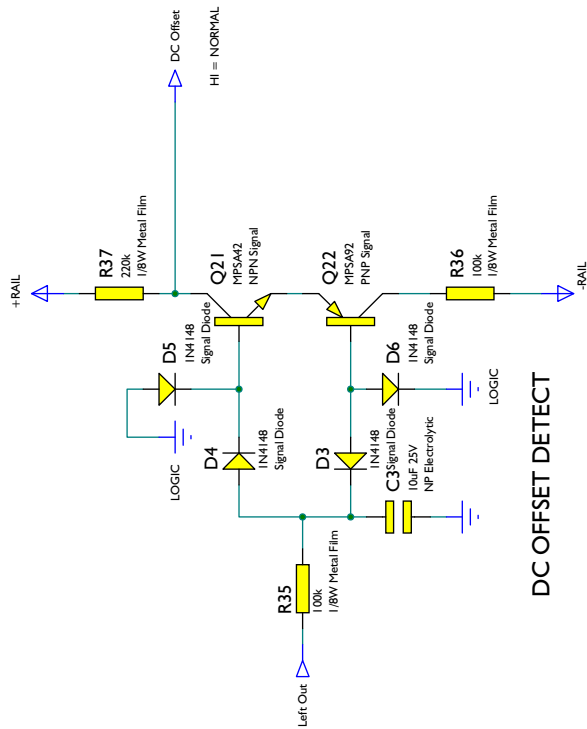 +RAIL
R37
220k
1/8W Metal Film
DC Offset
HI = NORMAL
D5
1N4148
Signal Diode
LOGIC
Q21
MPSA42
NPN Signal
D4
1N4148
Signal Diode
R35
100k
1/8W Metal Film
Left Out
Q22
MPSA92
PNP Signal
D3
1N4148
Signal Diode
D6
1N4148
Signal Diode
LOGIC
C3
10uF 25V
NP Electrolytic
R36
100k
1/8W Metal Film
-RAIL
DC OFFSET DETECT